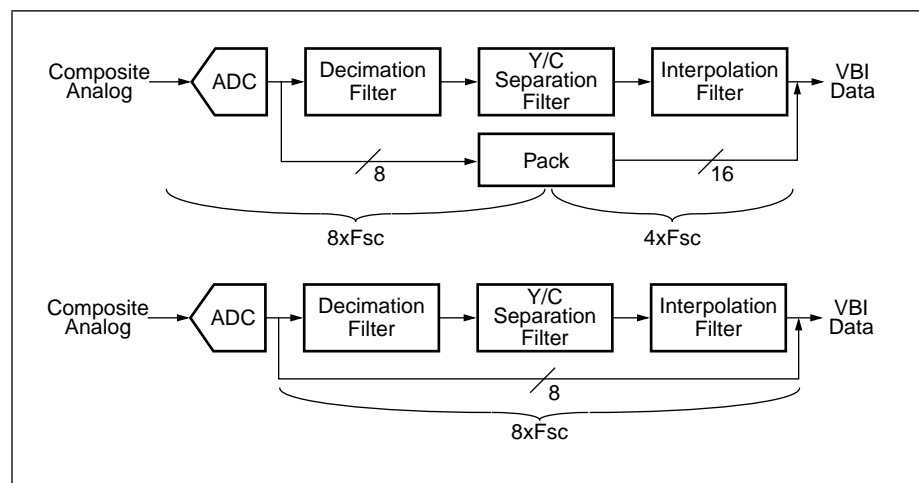 Composite
Analog
ADC
Decimation
Filter
Y/C
Separation
Filter
Interpolation
Filter
VBI
Data
8
Pack
16
8xFsc
4xFsc
Composite
Analog
ADC
Decimation
Filter
Y/C
Separation
Filter
Interpolation
Filter
VBI
Data
8
8xFsc